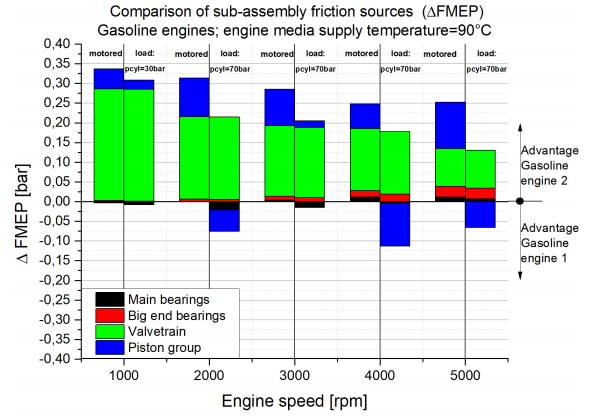 Comparison of sub-assembly friction sources (ΔFMEP)
Gasoline engines; engine media supply temperature=90°C
motored load: motored load: motored load: motored load: motored load:
pcyl=30bar pcyl=70bar pcyl=70bar pcyl=70bar pcyl=70bar
0,40
0,35
0,30
0,25
0,20
0,15
0,10
0,05
0,00
-0,05
-0,10
-0,15
-0,20
-0,25
-0,30
-0,35
-0,40
Δ FMEP [bar]
Advantage
Gasoline
engine 2
Advantage
Gasoline
engine 1
Main bearings
Big end bearings
Valvetrain
Piston group
1000 2000 3000 4000 5000
Engine speed [rpm]